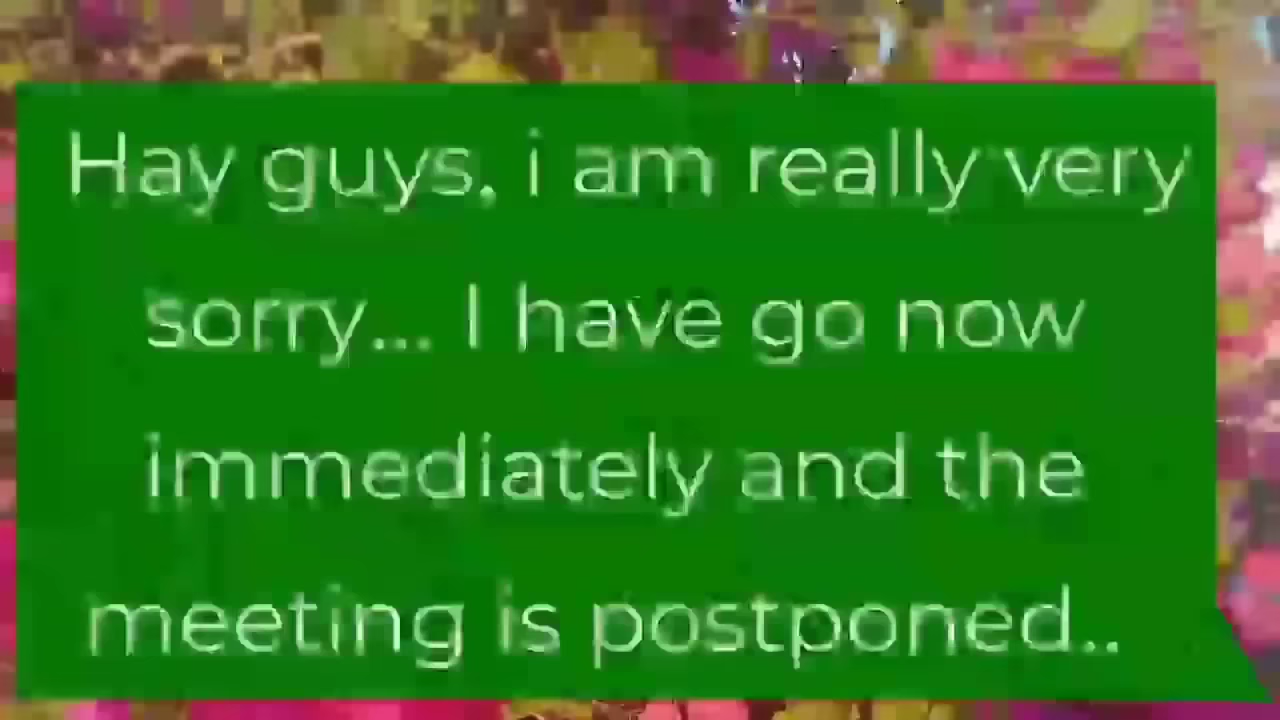 Hay guys, i am really very
sorry... I have go now
immediately and the
meeting is postponed..